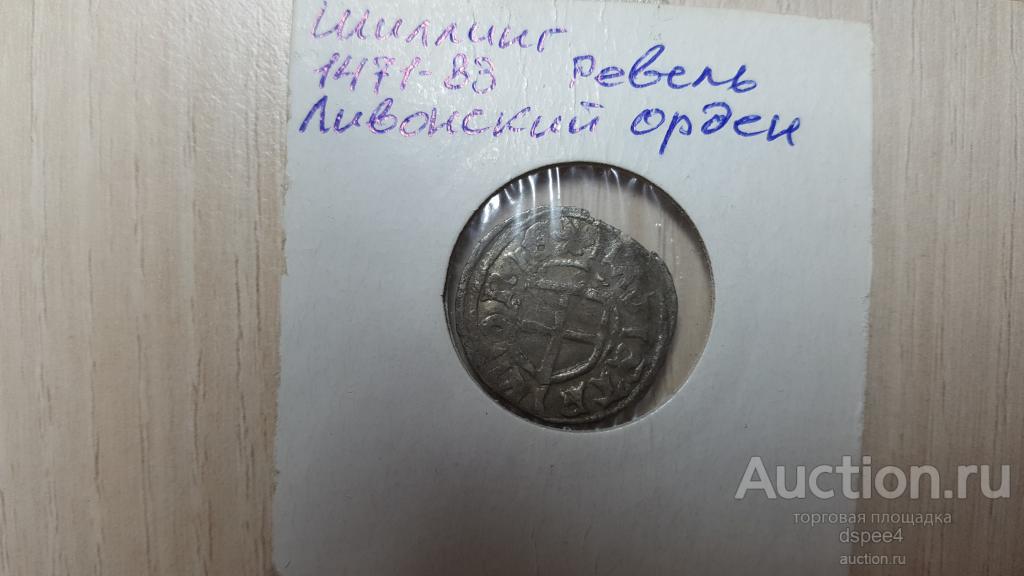 Шиллинг
1471-83 Ревель
Ливонский орден
Auction.ru
торговая площадка
dspee4
auction.ru